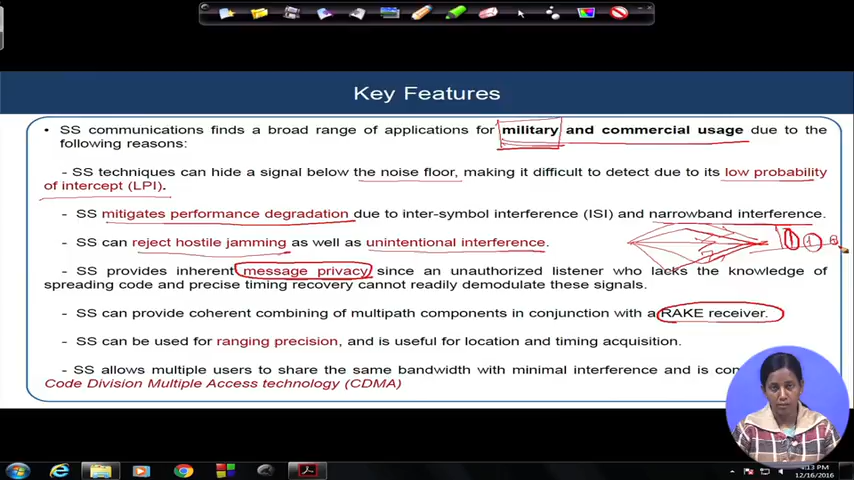 Key Features
• SS communications finds a broad range of applications for military and commercial usage due to the
following reasons:
- SS techniques can hide a signal below the noise floor, making it difficult to detect due to its low probability
of intercept (LPI).
- SS mitigates performance degradation due to inter-symbol interference (ISI) and narrowband interference.
- SS can reject hostile jamming as well as unintentional interference.
- SS provides inherent message privacy since an unauthorized listener who lacks the knowledge of
spreading code and precise timing recovery cannot readily demodulate these signals.
- SS can provide coherent combining of multipath components in conjunction with a RAKE receiver.
- SS can be used for ranging precision, and is useful for location and timing acquisition.
- SS allows multiple users to share the same bandwidth with minimal interference and is
Code Division Multiple Access technology (CDMA)
12/16/2016